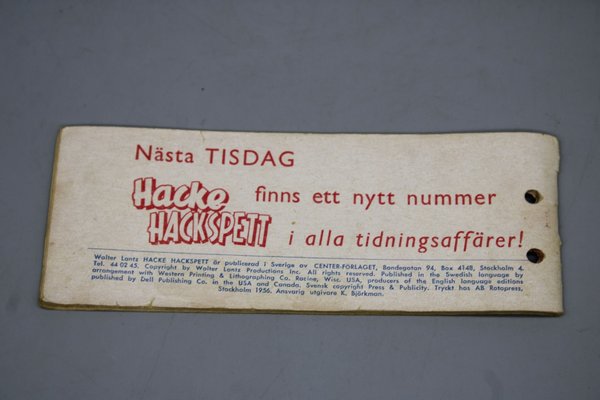 Nästa TISDAG
Hacke finns ett nytt nummer
HACKSPETT i alla tidningsaffärer!
Walter Lantz HACKE HACKSPETT är publicerad i Sverige av CENTER-FÖRLAGET, Bondegatan 94, Box 4148, Stockholm 4.
Tel. 44 02 45. Copyright by Walter Lantz Productions Inc. All rights reserved. Published in the Swedish language by
arrangement with Western Printing & Lithographing Co. Racine, Wisc. USA, producers of the English language editions
published by Dell Publishing Co. in the USA and Canada. Svensk copyright Press & Publicity. Tryckt hos AB Rotopress,
Stockholm 1956. Ansvarig utgivare K. Björkman.